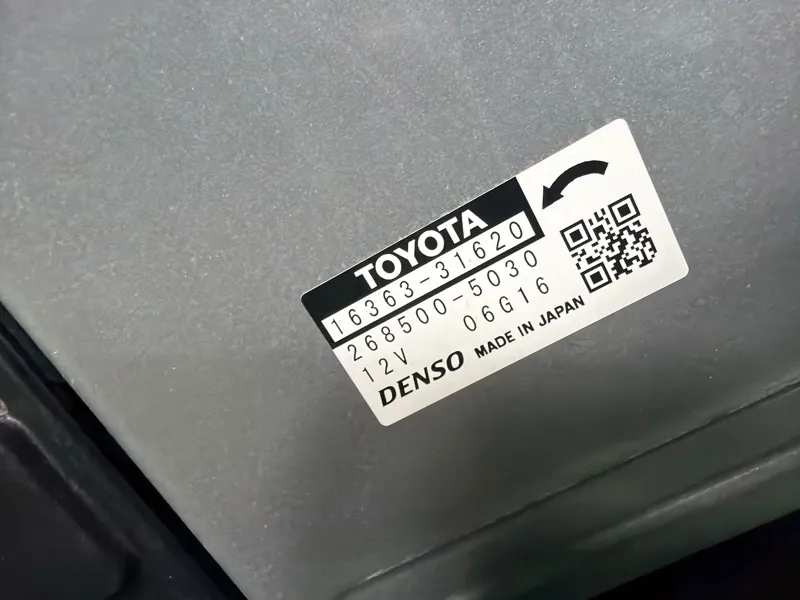 TOYOTA
16363-31620
268500-5030
12V 06G16
DENSO MADE IN JAPAN